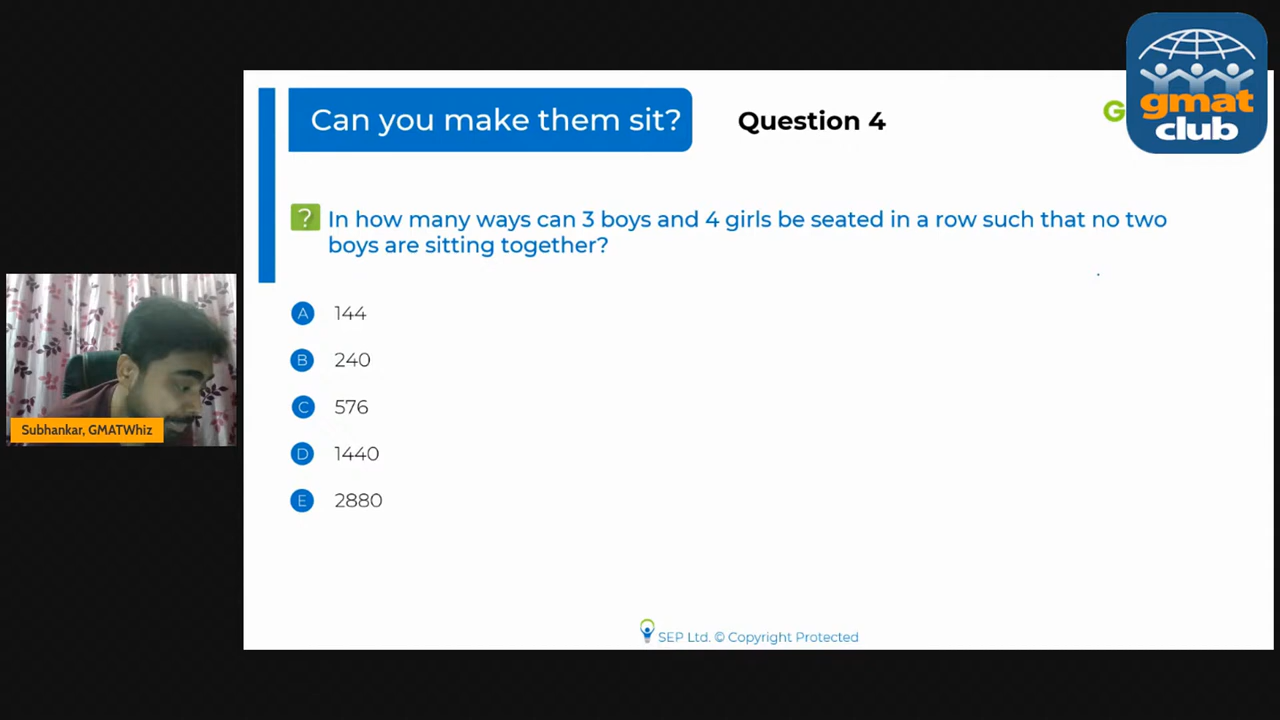 gmat
club
G
Can you make them sit?
Question 4
? In how many ways can 3 boys and 4 girls be seated in a row such that no two
boys are sitting together?
A 144
B 240
C 576
D 1440
E 2880
Subhankar, GMATWhiz
SEP Ltd. © Copyright Protected